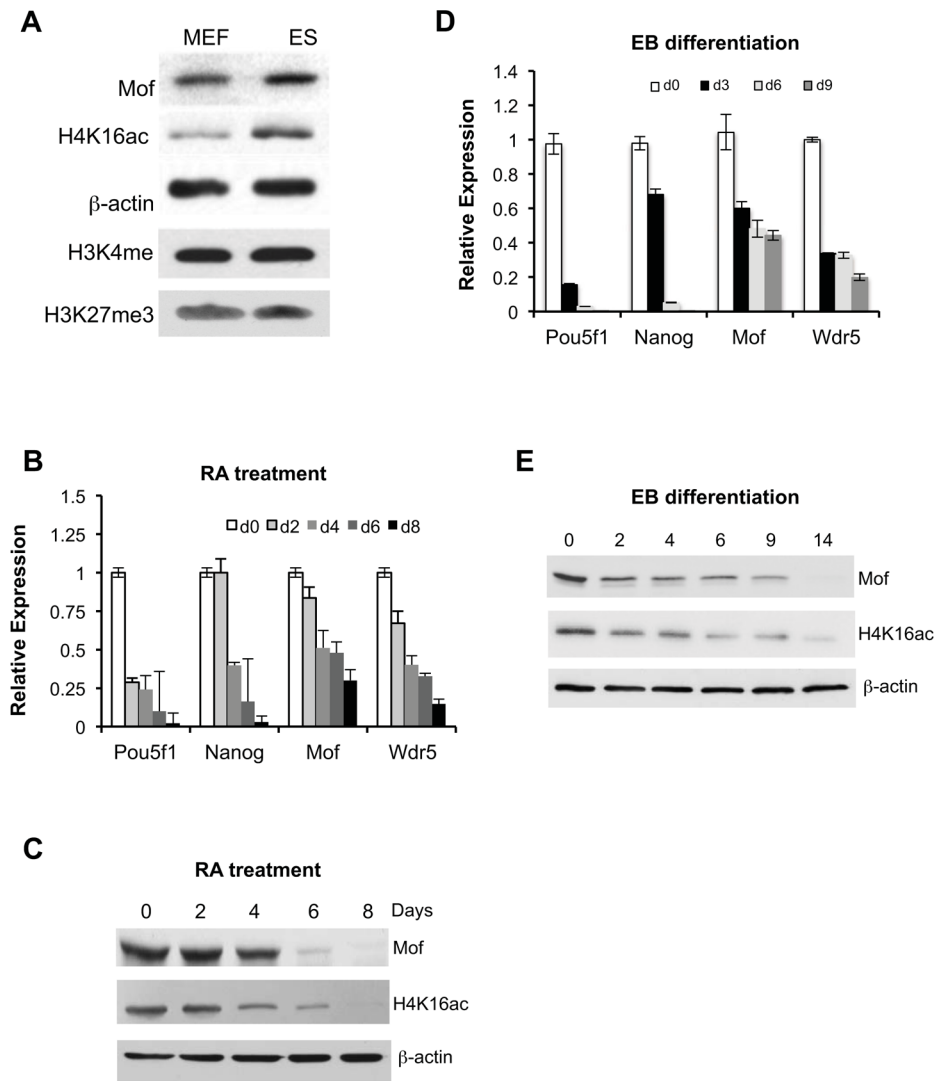 A
MEF ES
Mof
H4K16ac
β-actin
H3K4me
H3K27me3
B
RA treatment
1.5
1.25
1
0.75
0.5
0.25
0
Relative Expression
d0 d2 d4 d6 d8
Pou5f1 Nanog Mof Wdr5
C
RA treatment
0 2 4 6 8 Days
Mof
H4K16ac
β-actin
D
EB differentiation
1.4
1.2
1
0.8
0.6
0.4
0.2
0
Relative Expression
d0 d3 d6 d9
Pou5f1 Nanog Mof Wdr5
E
EB differentiation
0 2 4 6 9 14
Mof
H4K16ac
β-actin